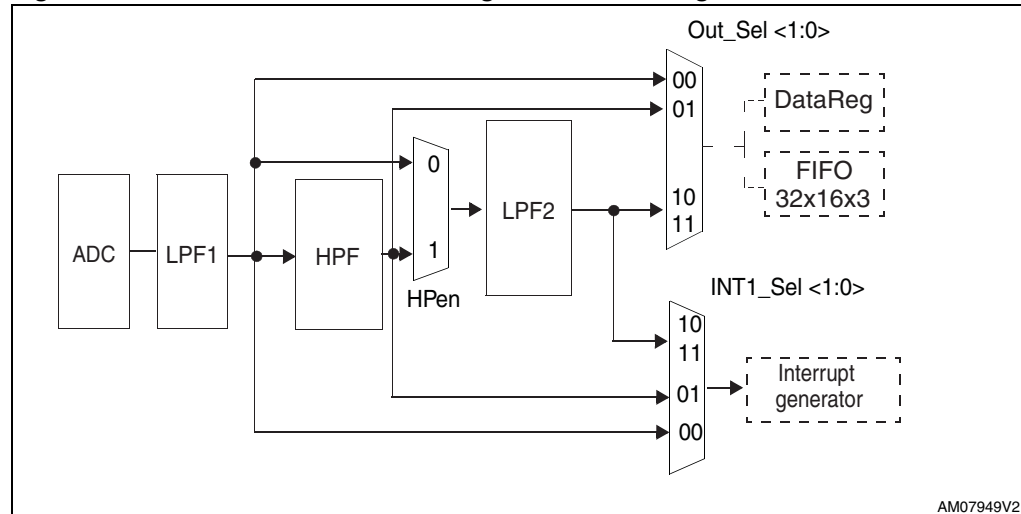 Out_Sel <1:0>
00
01
DataReg
FIFO
32x16x3
0
10
11
ADC
LPF1
HPF
1
LPF2
HPen
INT1_Sel <1:0>
10
11
01
00
Interrupt
generator
AM07949V2